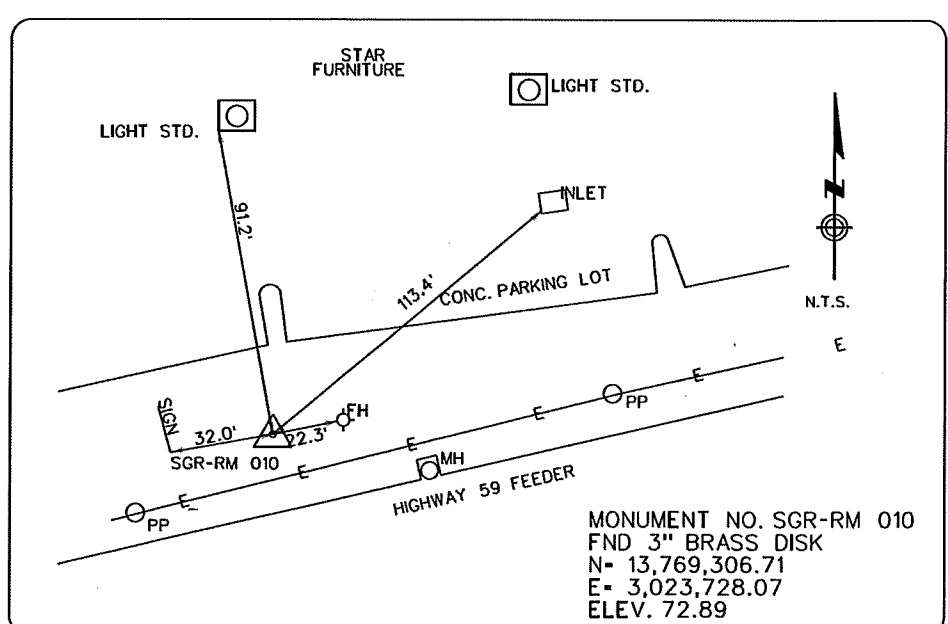 STAR
FURNITURE
LIGHT STD.
LIGHT STD.
91.2'
INLET
N
113.4'
CONC. PARKING LOT
N.T.S.
E
SIGN
32.0'
22.3'
FH
SGR-RM 010
E
PP
E
E
E
MH
E
PP
HIGHWAY 59 FEEDER
MONUMENT NO. SGR-RM 010
FND 3" BRASS DISK
N= 13,769,306.71
E= 3,023,728.07
ELEV. 72.89